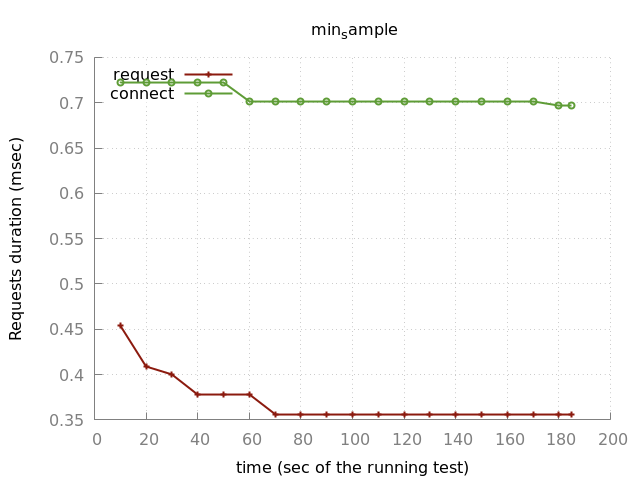 min_sample
Requests duration (msec)
0.75
0.7
0.65
0.6
0.55
0.5
0.45
0.4
0.35
request
connect
0 20 40 60 80 100 120 140 160 180 200
time (sec of the running test)